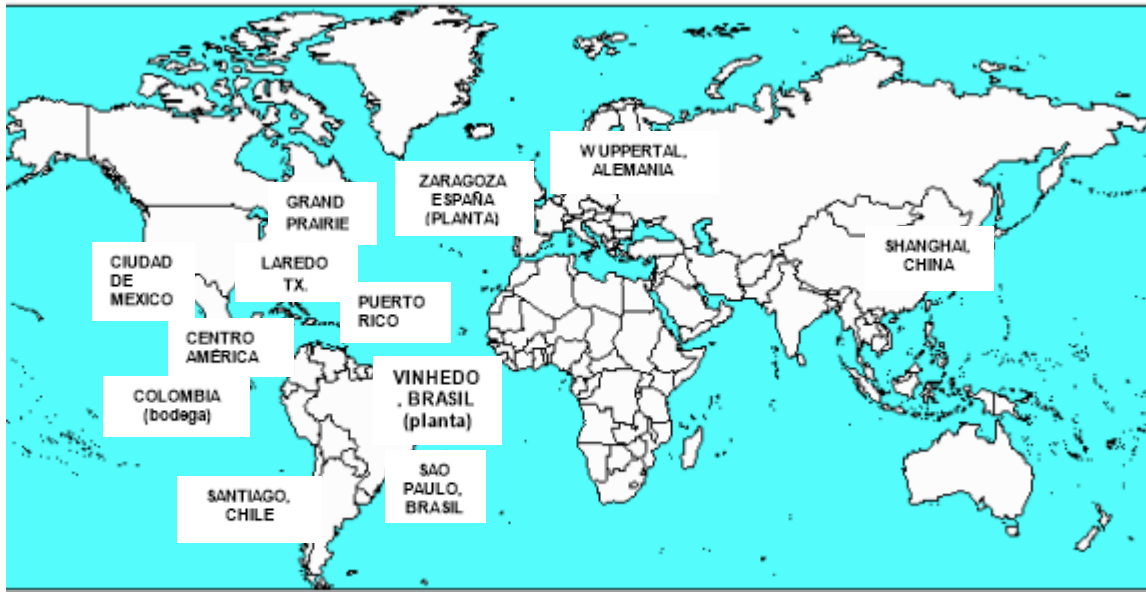 WUPPERTAL,
ALEMANIA
ZARAGOZA
ESPAÑA
(PLANTA)
GRAND
PRAIRIE
SHANGHAI,
CHINA
CIUDAD
DE
MEXICO
LAREDO
TX.
PUERTO
RICO
CENTRO
AMÉRICA
COLOMBIA
(bodega)
VINHEDO
, BRASIL
(planta)
SAO
PAULO,
BRASIL
SANTIAGO,
CHILE